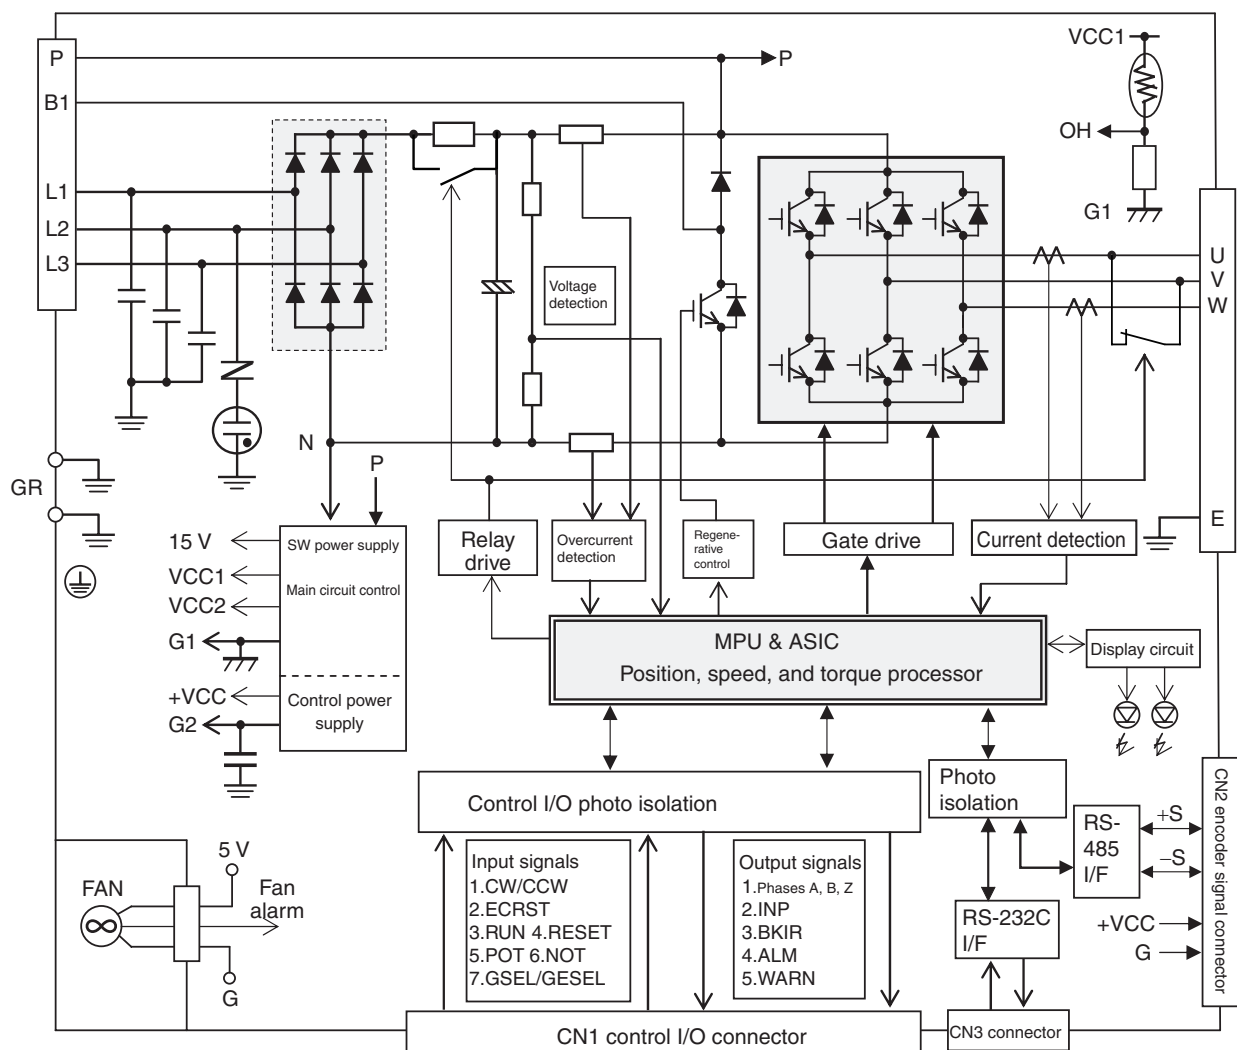 P
B1
L1
L2
L3
GR
P
VCC1
OH
G1
U
V
W
E
Voltage
detection
N
P
15 V
VCC1
VCC2
G1
+VCC
G2
SW power supply
Main circuit control
Control power
supply
Relay
drive
Overcurrent
detection
Regene-
rative
control
Gate drive
Current detection
MPU & ASIC
Position, speed, and torque processor
Display circuit
Control I/O photo isolation
Photo
isolation
RS-
485
I/F
+S
–S
+VCC
G
CN2 encoder signal connector
Input signals
1.CW/CCW
2.ECRST
3.RUN 4.RESET
5.POT 6.NOT
7.GSEL/GESEL
Output signals
1.Phases A, B, Z
2.INP
3.BKIR
4.ALM
5.WARN
RS-232C
I/F
FAN
5 V
Fan
alarm
G
CN1 control I/O connector
CN3 connector